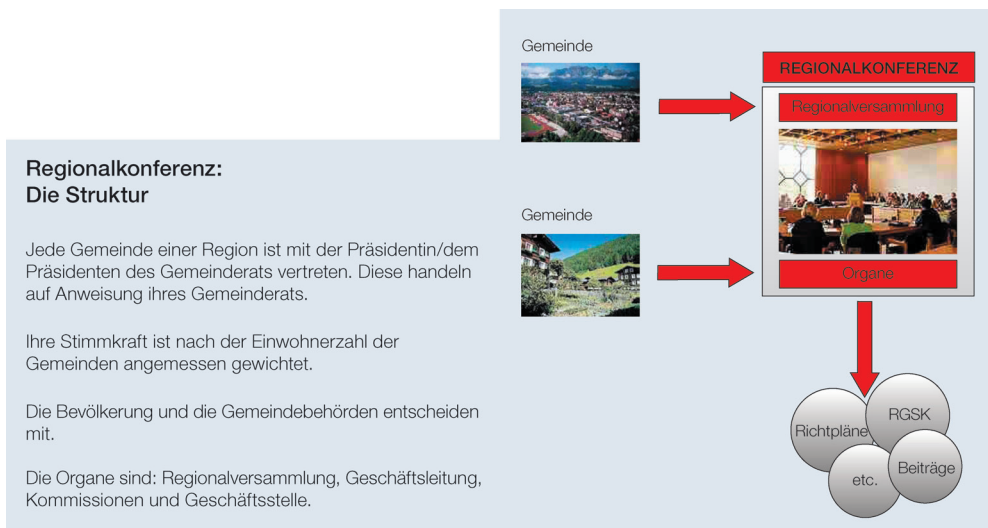 Regionalkonferenz:
Die Struktur
Jede Gemeinde einer Region ist mit der Präsidentin/dem
Präsidenten des Gemeinderats vertreten. Diese handeln
auf Anweisung ihres Gemeinderats.
Ihre Stimmkraft ist nach der Einwohnerzahl der
Gemeinden angemessen gewichtet.
Die Bevölkerung und die Gemeindebehörden entscheiden
mit.
Die Organe sind: Regionalversammlung, Geschäftsleitung,
Kommissionen und Geschäftsstelle.
Gemeinde
Gemeinde
REGIONALKONFERENZ
Regionalversammlung
Organe
Richtpläne
RGSK
etc.
Beiträge